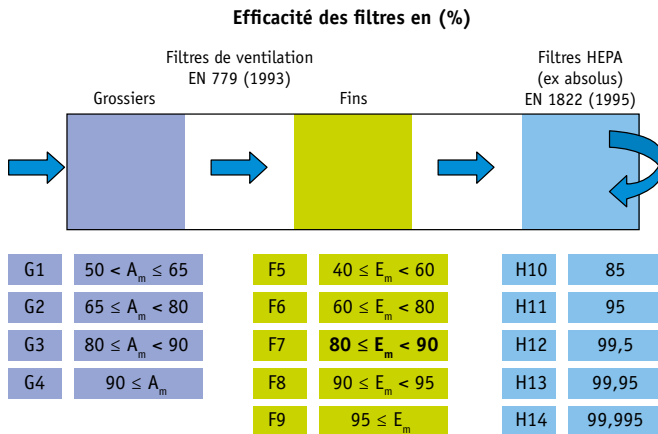 Efficacité des filtres en (%)
Filtres de ventilation
EN 779 (1993)
Filtres HEPA
(ex absolus)
EN 1822 (1995)
Grossiers
Fins
G1 50 < Am ≤ 65
G2 65 ≤ Am < 80
G3 80 ≤ Am < 90
G4 90 ≤ Am
F5 40 ≤ Em < 60
F6 60 ≤ Em < 80
F7 80 ≤ Em < 90
F8 90 ≤ Em < 95
F9 95 ≤ Em
H10 85
H11 95
H12 99,5
H13 99,95
H14 99,995